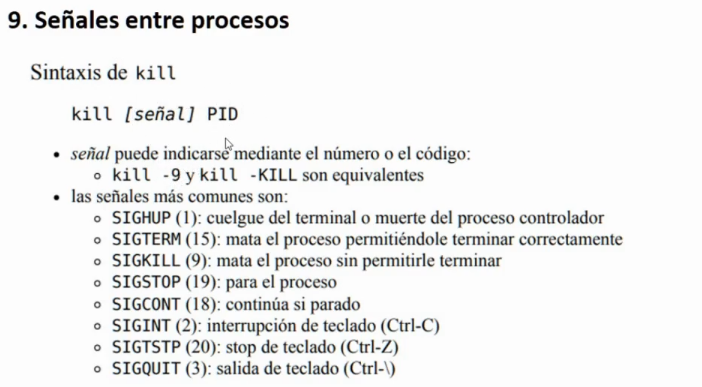 9. Señales entre procesos
Sintaxis de kill
kill [señal] PID
• señal puede indicarse mediante el número o el código:
◦ kill -9 y kill -KILL son equivalentes
• las señales más comunes son:
◦ SIGHUP (1): cuelgue del terminal o muerte del proceso controlador
◦ SIGTERM (15): mata el proceso permitiéndole terminar correctamente
◦ SIGKILL (9): mata el proceso sin permitirle terminar
◦ SIGSTOP (19): para el proceso
◦ SIGCONT (18): continúa si parado
◦ SIGINT (2): interrupción de teclado (Ctrl-C)
◦ SIGTSTP (20): stop de teclado (Ctrl-Z)
◦ SIGQUIT (3): salida de teclado (Ctrl-\)